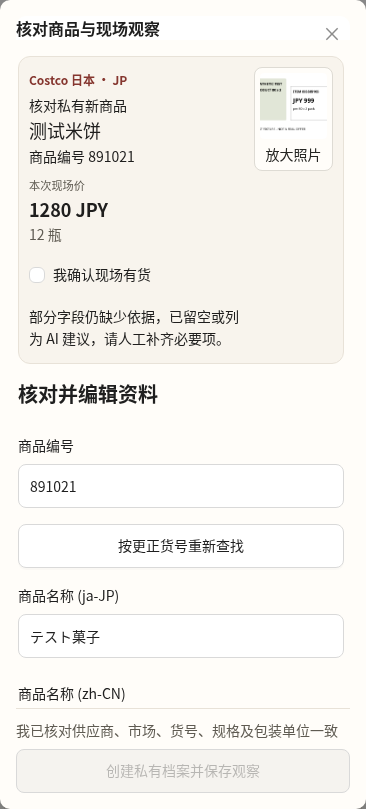 核对商品与现场观察
Costco 日本 · JP
核对私有新商品
测试米饼
商品编号 891021
本次现场价
1280 JPY
12 瓶
JPY 999
放大照片
我确认现场有货
部分字段仍缺少依据，已留空或列
为 AI 建议，请人工补齐必要项。
核对并编辑资料
商品编号
891021
按更正货号重新查找
商品名称 (ja-JP)
テスト菓子
商品名称 (zh-CN)
我已核对供应商、市场、货号、规格及包装单位一致
创建私有档案并保存观察